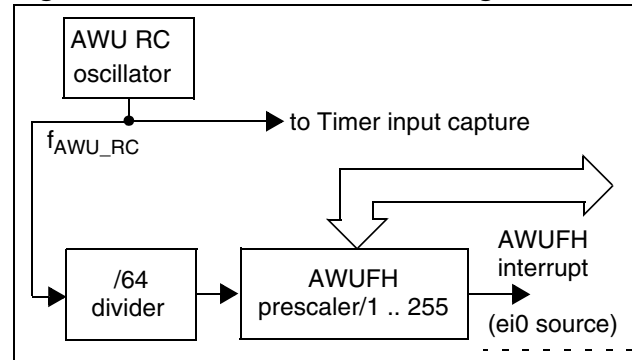 AWU RC
oscillator
to Timer input capture
fAWU_RC
AWUFH
interrupt
/64
divider
AWUFH
prescaler/1 .. 255
(ei0 source)